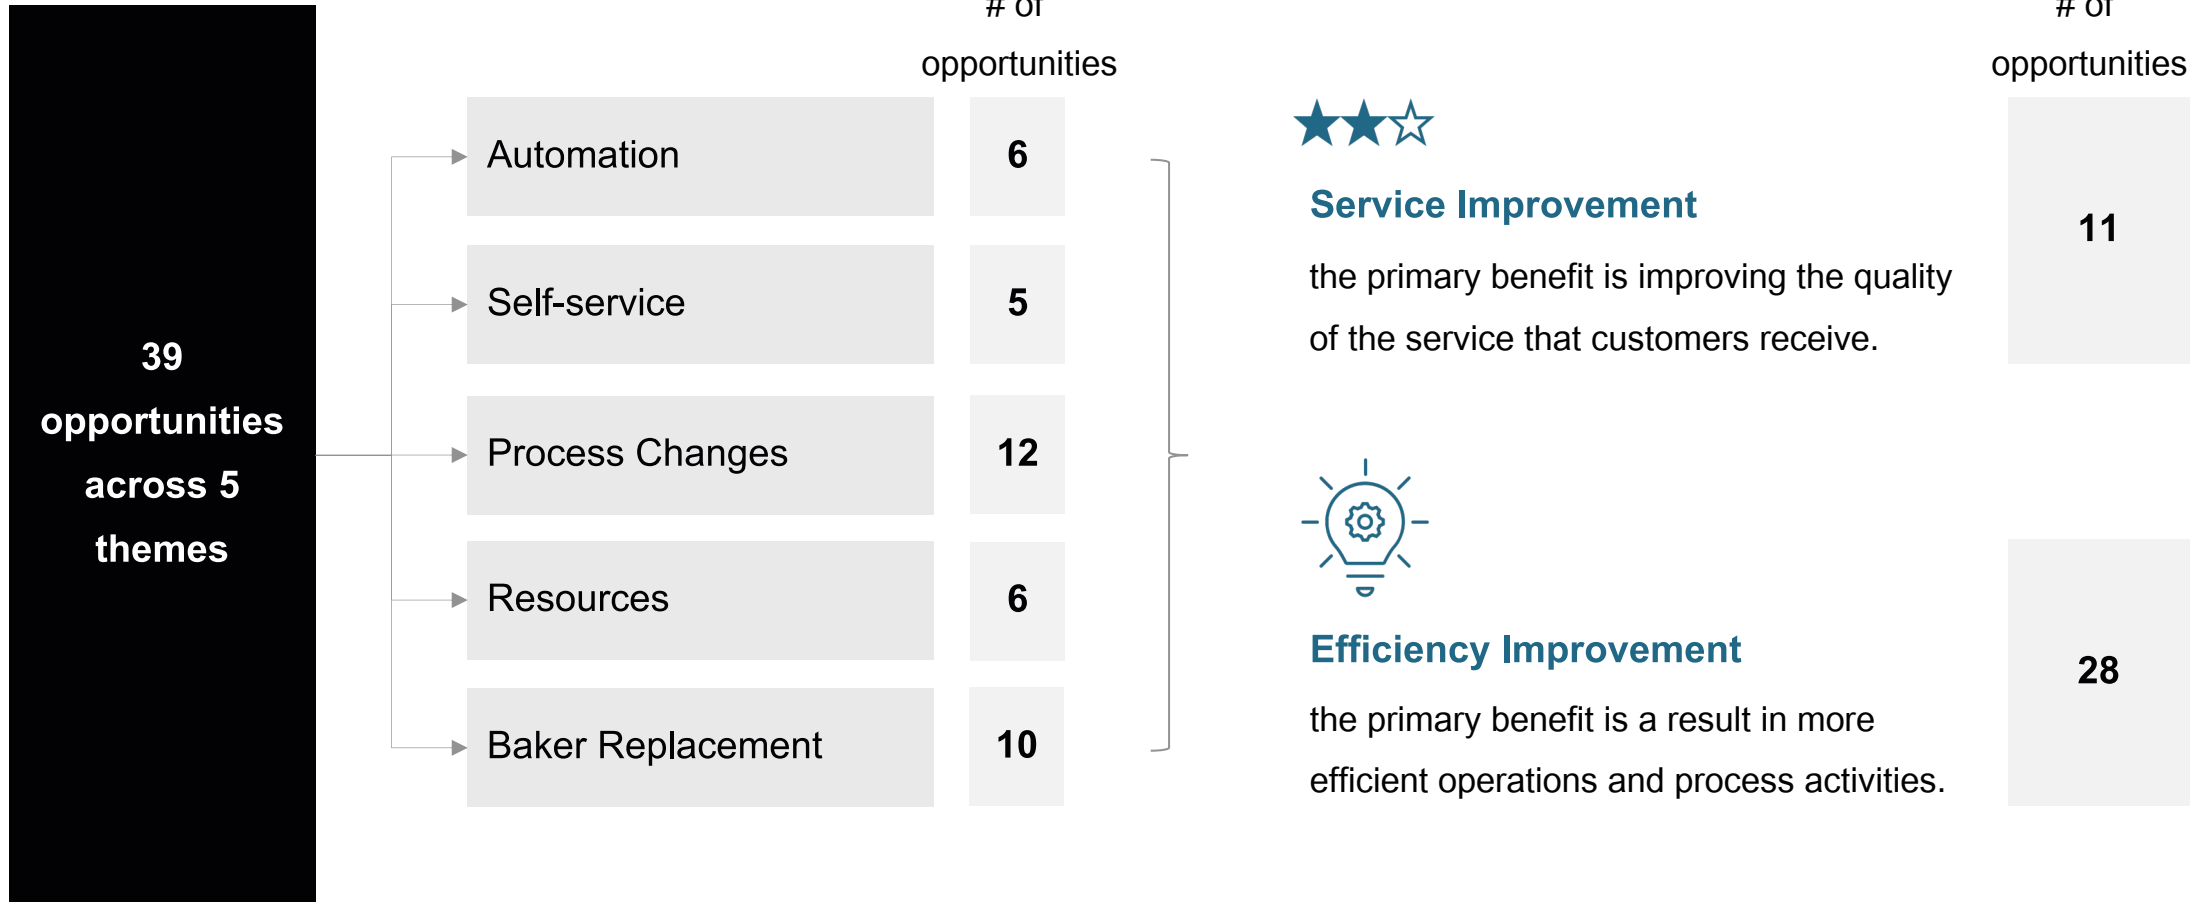 # of
opportunities
# of
opportunities
39
opportunities
across 5
themes
Automation
6
Self-service
5
Process Changes
12
Resources
6
Baker Replacement
10
Service Improvement
the primary benefit is improving the quality
of the service that customers receive.
11
Efficiency Improvement
the primary benefit is a result in more
efficient operations and process activities.
28